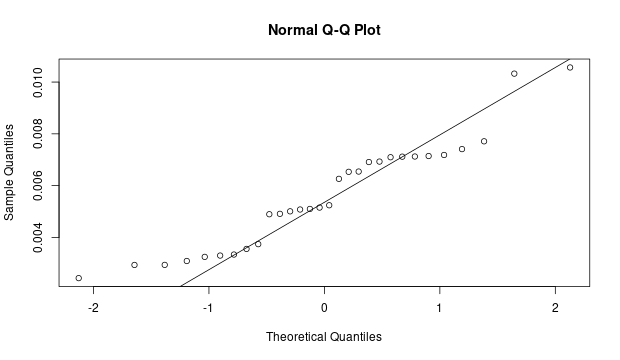 Normal Q-Q Plot
Sample Quantiles
0.010
0.008
0.006
0.004
-2 -1 0 1 2
Theoretical Quantiles